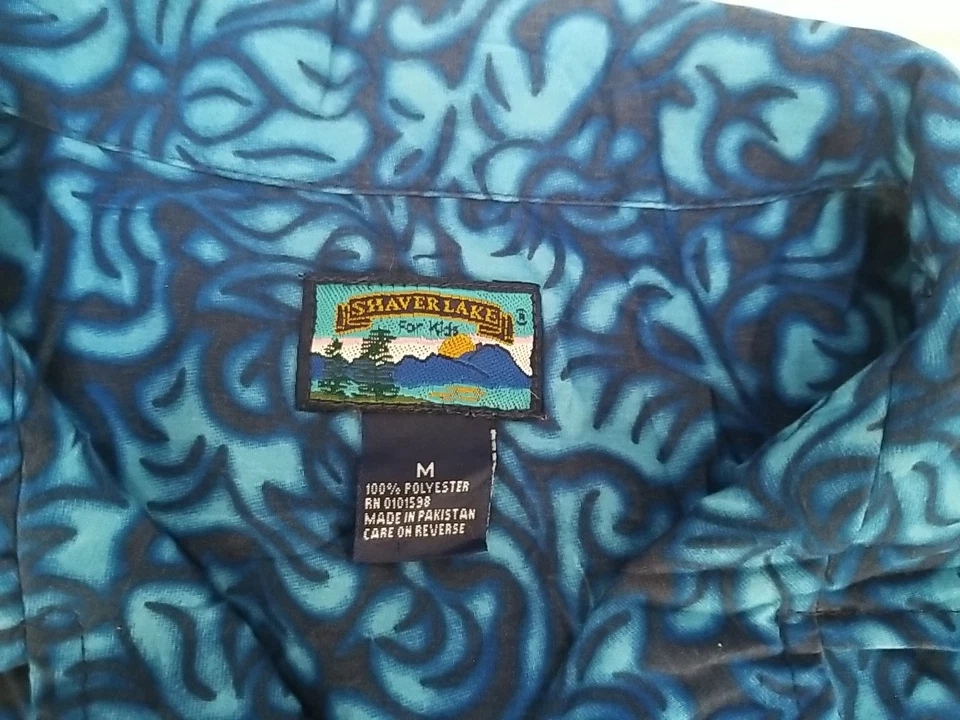 SHAVER LAKE ®
For Kids
M
100% POLYESTER
RN 0101598
MADE IN PAKISTAN
CARE ON REVERSE